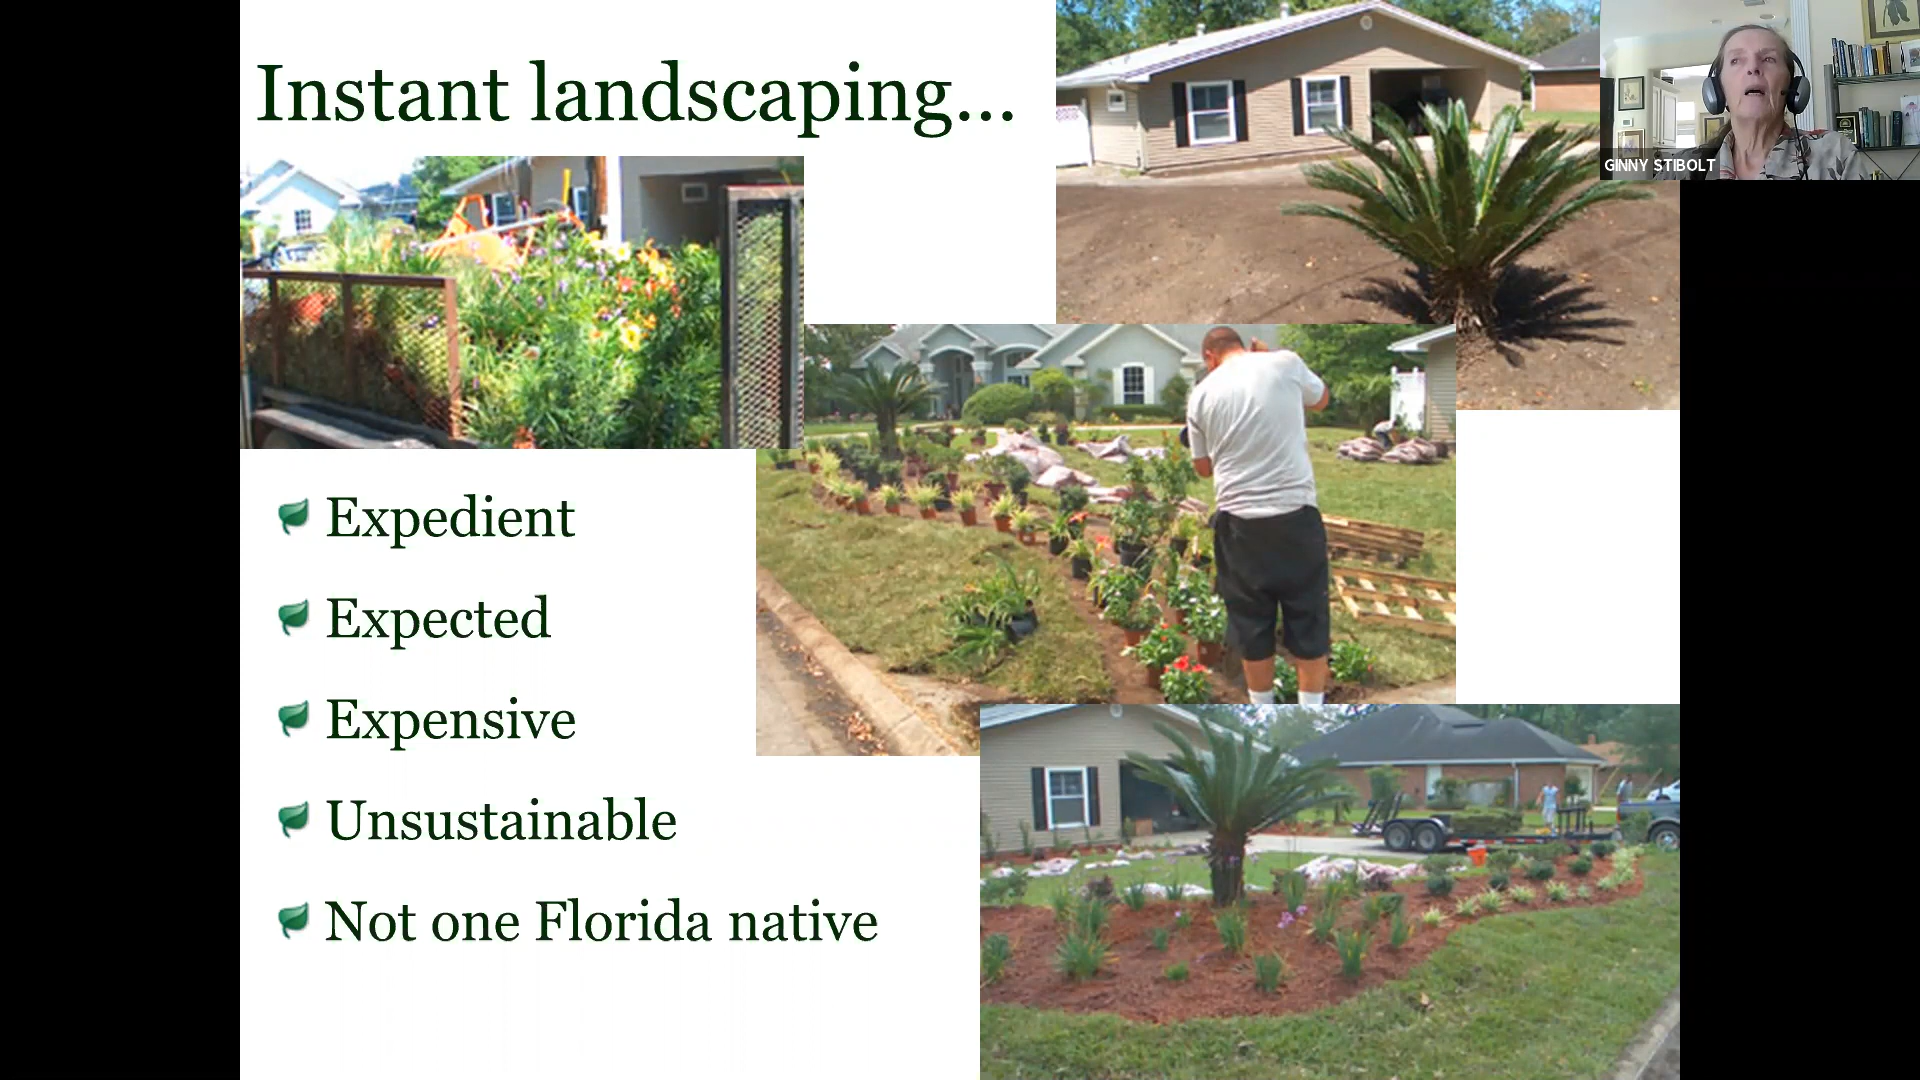 Instant landscaping...
GINNY STIBOLT
Expedient
Expected
Expensive
Unsustainable
Not one Florida native